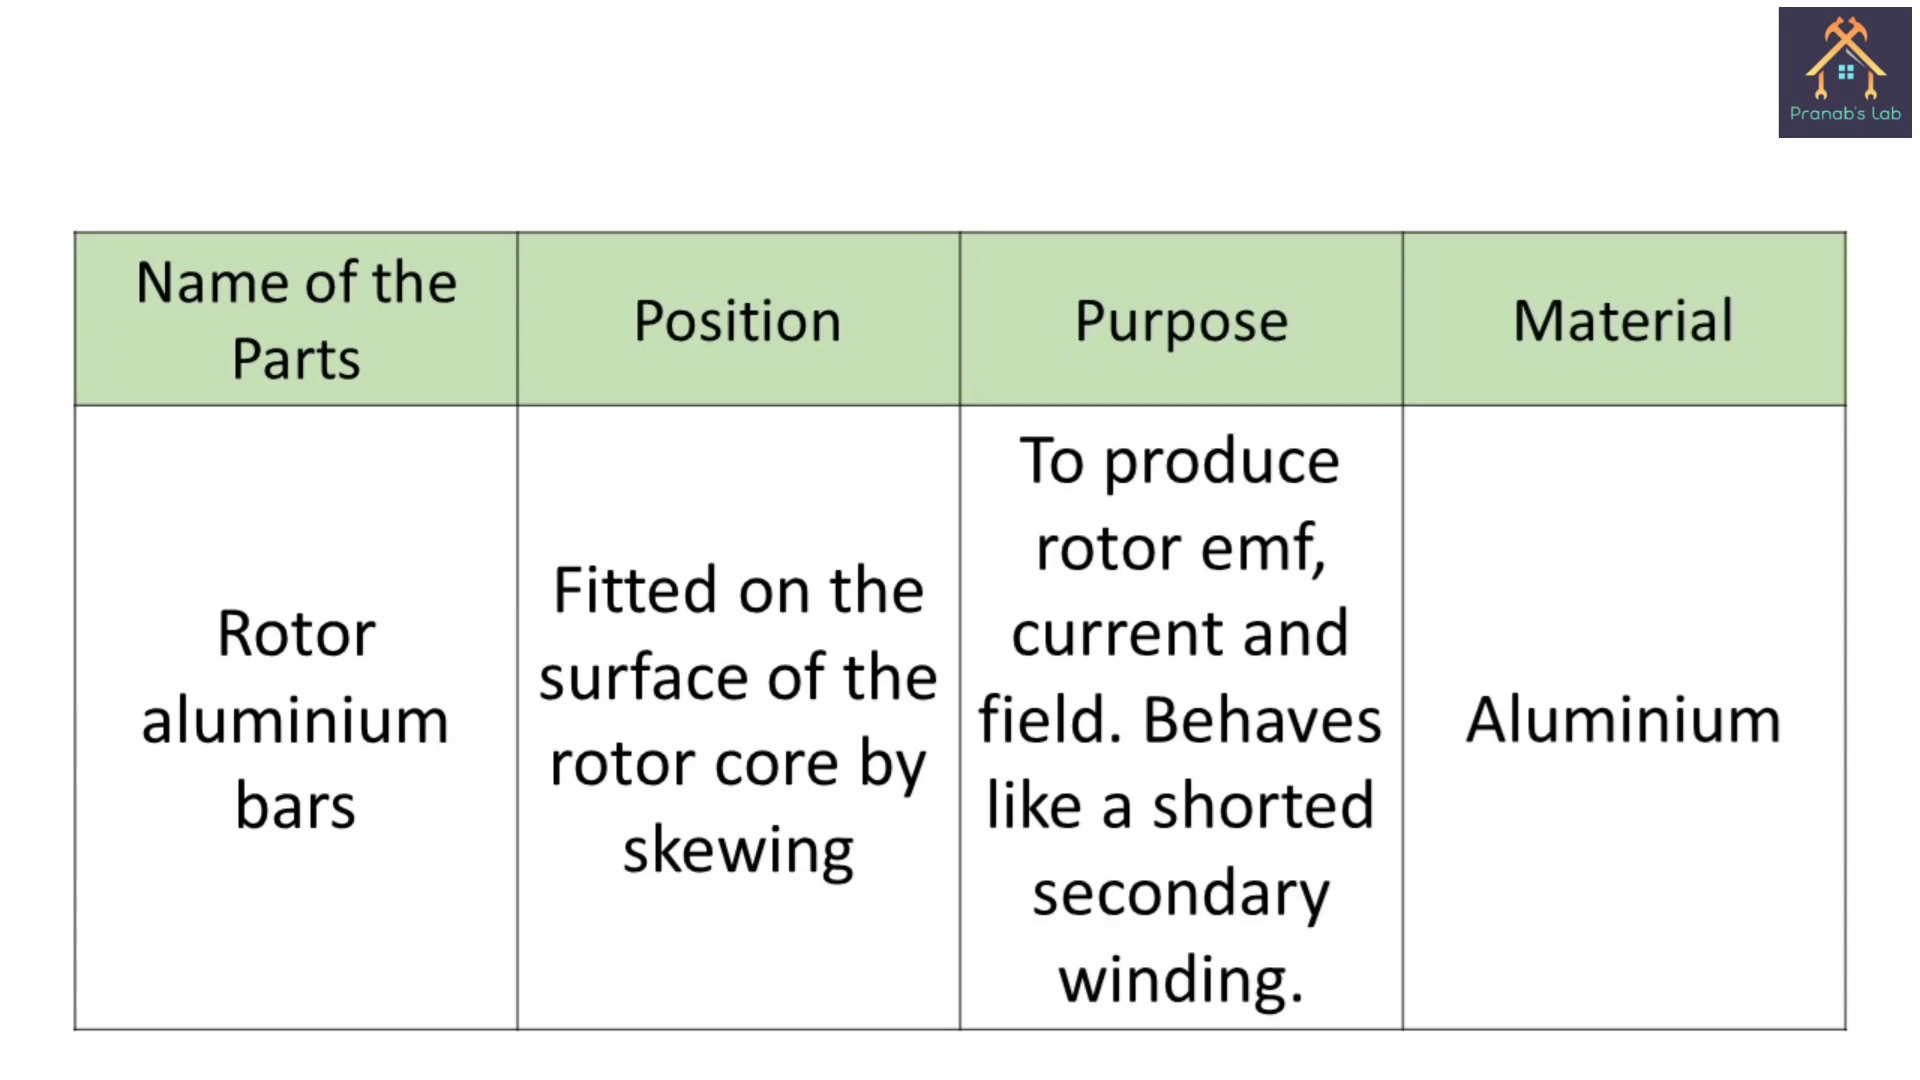 Pranab's Lab
Name of the
Parts
Position
Purpose
Material
Rotor
aluminium
bars
Fitted on the
surface of the
rotor core by
skewing
To produce
rotor emf,
current and
field. Behaves
like a shorted
secondary
winding.
Aluminium